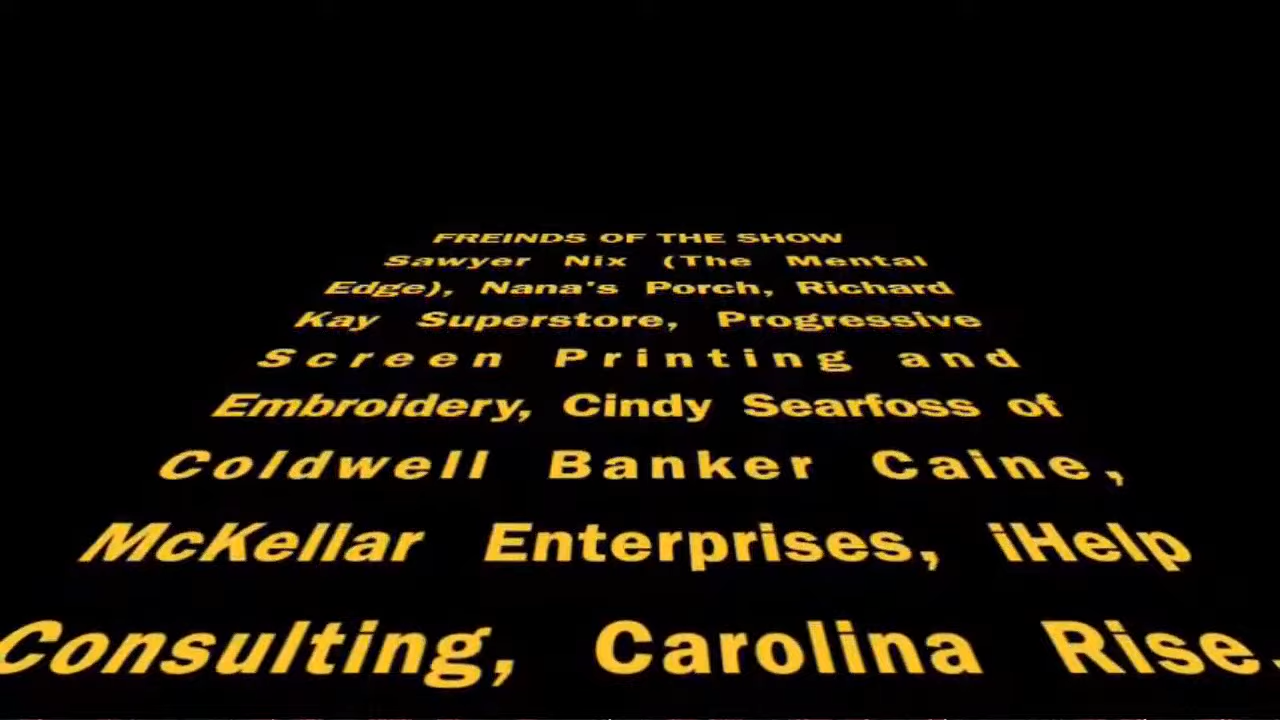 FREINDS OF THE SHOW
Sawyer Nix (The Mental
Edge), Nana's Porch, Richard
Kay Superstore, Progressive
Screen Printing and
Embroidery, Cindy Searfoss of
Coldwell Banker Caine,
McKellar Enterprises, iHelp
Consulting, Carolina Rise.